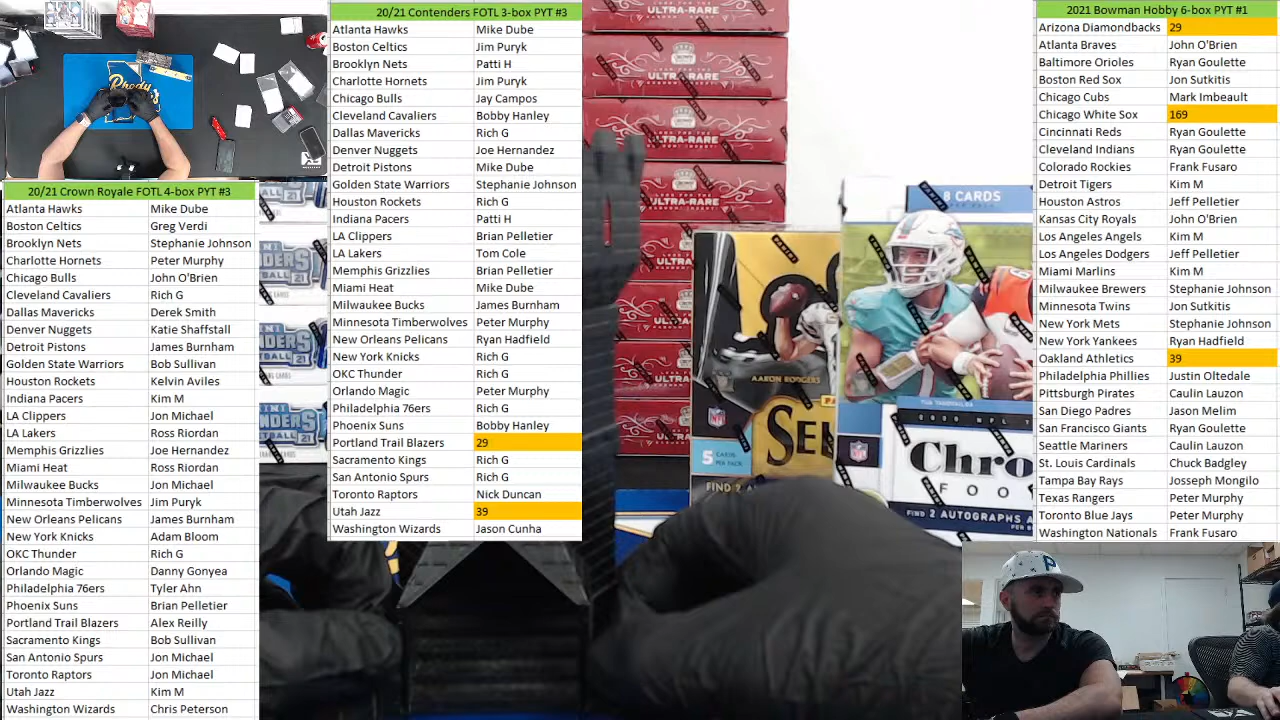 20/21 Contenders FOTL 3-box PYT #3
Atlanta Hawks Mike Dube
Boston Celtics Jim Puryk
Brooklyn Nets Patti H
Charlotte Hornets Jim Puryk
Chicago Bulls Jay Campos
Cleveland Cavaliers Bobby Hanley
Dallas Mavericks Rich G
Denver Nuggets Joe Hernandez
Detroit Pistons Mike Dube
Golden State Warriors Stephanie Johnson
Houston Rockets Rich G
Indiana Pacers Patti H
LA Clippers Brian Pelletier
LA Lakers Tom Cole
Memphis Grizzlies Brian Pelletier
Miami Heat Mike Dube
Milwaukee Bucks James Burnham
Minnesota Timberwolves Peter Murphy
New Orleans Pelicans Ryan Hadfield
New York Knicks Rich G
OKC Thunder Rich G
Orlando Magic Peter Murphy
Philadelphia 76ers Rich G
Phoenix Suns Bobby Hanley
Portland Trail Blazers 29
Sacramento Kings Rich G
San Antonio Spurs Rich G
Toronto Raptors Nick Duncan
Utah Jazz 39
Washington Wizards Jason Cunha
20/21 Crown Royale FOTL 4-box PYT #3
Atlanta Hawks Mike Dube
Boston Celtics Greg Verdi
Brooklyn Nets Stephanie Johnson
Charlotte Hornets Peter Murphy
Chicago Bulls John O'Brien
Cleveland Cavaliers Rich G
Dallas Mavericks Derek Smith
Denver Nuggets Katie Shaffstall
Detroit Pistons James Burnham
Golden State Warriors Bob Sullivan
Houston Rockets Kelvin Aviles
Indiana Pacers Kim M
LA Clippers Jon Michael
LA Lakers Ross Riordan
Memphis Grizzlies Joe Hernandez
Miami Heat Ross Riordan
Milwaukee Bucks Jon Michael
Minnesota Timberwolves Jim Puryk
New Orleans Pelicans James Burnham
New York Knicks Adam Bloom
OKC Thunder Rich G
Orlando Magic Danny Gonyea
Philadelphia 76ers Tyler Ahn
Phoenix Suns Brian Pelletier
Portland Trail Blazers Alex Reilly
Sacramento Kings Bob Sullivan
San Antonio Spurs Jon Michael
Toronto Raptors Jon Michael
Utah Jazz Kim M
Washington Wizards Chris Peterson
2021 Bowman Hobby 6-box PYT #1
Arizona Diamondbacks 29
Atlanta Braves John O'Brien
Baltimore Orioles Ryan Goulette
Boston Red Sox Jon Sutkitis
Chicago Cubs Mark Imbeault
Chicago White Sox 169
Cincinnati Reds Ryan Goulette
Cleveland Indians Ryan Goulette
Colorado Rockies Frank Fusaro
Detroit Tigers Kim M
Houston Astros Jeff Pelletier
Kansas City Royals John O'Brien
Los Angeles Angels Kim M
Los Angeles Dodgers Jeff Pelletier
Miami Marlins Kim M
Milwaukee Brewers Stephanie Johnson
Minnesota Twins Jon Sutkitis
New York Mets Stephanie Johnson
New York Yankees Ryan Hadfield
Oakland Athletics 39
Philadelphia Phillies Justin Oltedale
Pittsburgh Pirates Caulin Lauzon
San Diego Padres Jason Melim
San Francisco Giants Ryan Goulette
Seattle Mariners Caulin Lauzon
St. Louis Cardinals Chuck Badgley
Tampa Bay Rays Josseph Mongilo
Texas Rangers Peter Murphy
Toronto Blue Jays Peter Murphy
Washington Nationals Frank Fusaro
ULTRA-RARE
ULTRA-RARE
ULTRA-RARE
ULTRA-RARE
8 CARDS
AARON RODGERS
NFL
SEL
5 CARDS
PER PACK
FIND 2
NFL
Chro
FOO
FIND 2 AUTOGRAPHS
Rhody